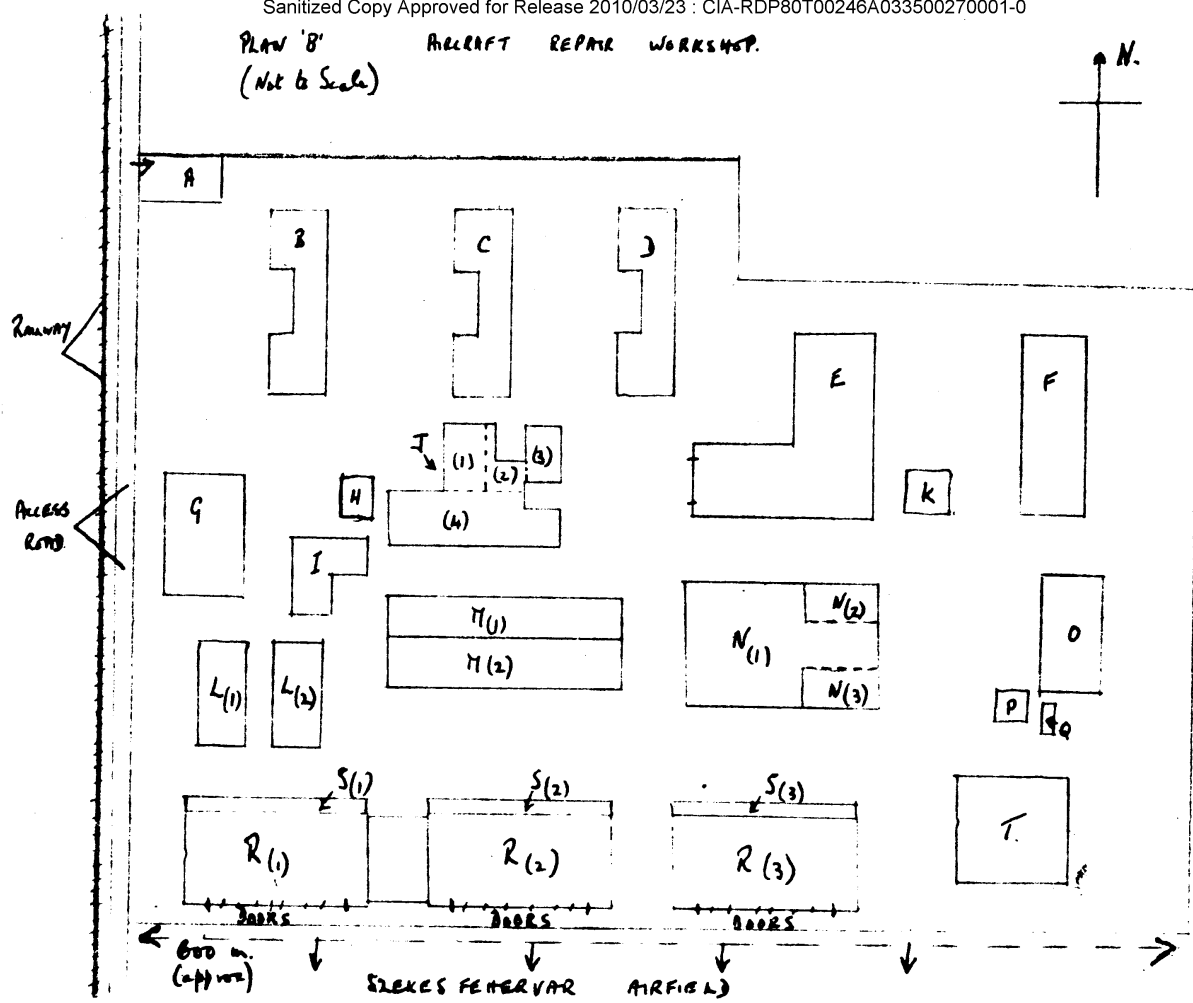 Sanitized Copy Approved for Release 2010/03/23 : CIA-RDP80T00246A033500270001-0
PLAN 'B' AIRCRAFT REPAIR WORKSHOP.
(Not to Scale)
N.
A
B
C
D
RAILWAY
E
F
J
(1)
(2)
(3)
G
H
(4)
K
ACCESS
ROAD.
I
M(1)
M(2)
N(1)
N(2)
N(3)
O
L(1)
L(2)
P
Q
S(1)
S(2)
S(3)
R(1)
R(2)
R(3)
T.
DOORS
DOORS
DOORS
600 m.
(approx)
SZEKES FEHERVAR AIRFIELD